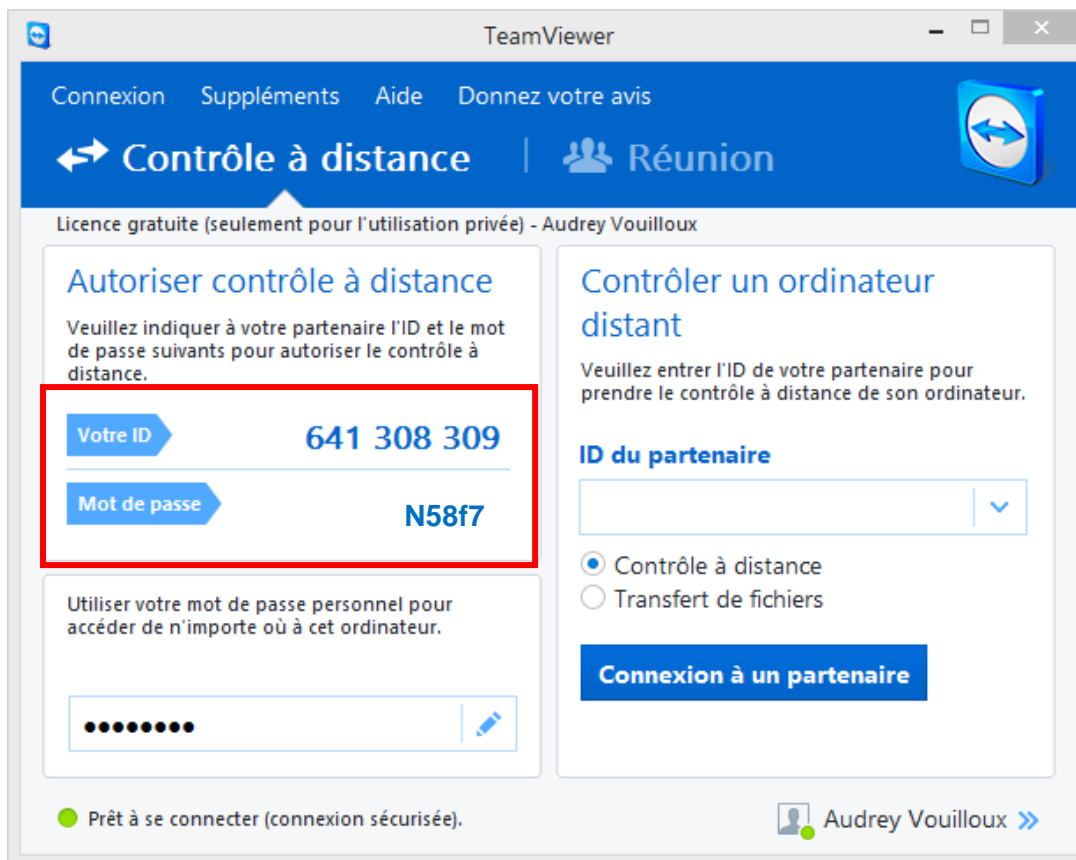 TeamViewer
Connexion Suppléments Aide Donnez votre avis
Contrôle à distance Réunion
Licence gratuite (seulement pour l'utilisation privée) - Audrey Vouilloux
Autoriser contrôle à distance
Veuillez indiquer à votre partenaire l'ID et le mot
de passe suivants pour autoriser le contrôle à
distance.
Votre ID 641 308 309
Mot de passe N58f7
Utiliser votre mot de passe personnel pour
accéder de n'importe où à cet ordinateur.
••••••••
Contrôler un ordinateur
distant
Veuillez entrer l'ID de votre partenaire pour
prendre le contrôle à distance de son ordinateur.
ID du partenaire
Contrôle à distance
Transfert de fichiers
Connexion à un partenaire
Prêt à se connecter (connexion sécurisée).
Audrey Vouilloux